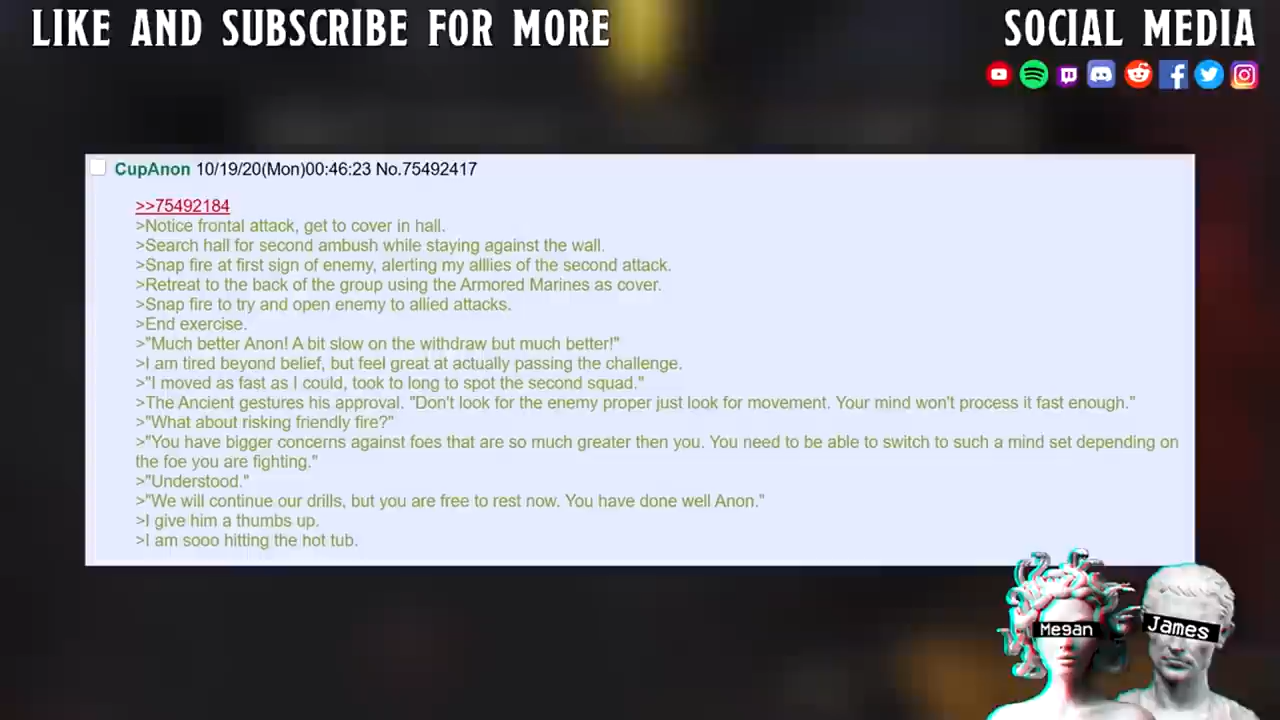 LIKE AND SUBSCRIBE FOR MORE
SOCIAL MEDIA
CupAnon 10/19/20(Mon)00:46:23 No.75492417
>>75492184
>Notice frontal attack, get to cover in hall.
>Search hall for second ambush while staying against the wall.
>Snap fire at first sign of enemy, alerting my alllies of the second attack.
>Retreat to the back of the group using the Armored Marines as cover.
>Snap fire to try and open enemy to allied attacks.
>End exercise.
>"Much better Anon! A bit slow on the withdraw but much better!"
>I am tired beyond belief, but feel great at actually passing the challenge.
>"I moved as fast as I could, took to long to spot the second squad."
>The Ancient gestures his approval. "Don't look for the enemy proper just look for movement. Your mind won't process it fast enough."
>"What about risking friendly fire?"
>"You have bigger concerns against foes that are so much greater then you. You need to be able to switch to such a mind set depending on
the foe you are fighting."
>"Understood."
>"We will continue our drills, but you are free to rest now. You have done well Anon."
>I give him a thumbs up.
>I am sooo hitting the hot tub.
Megan
James